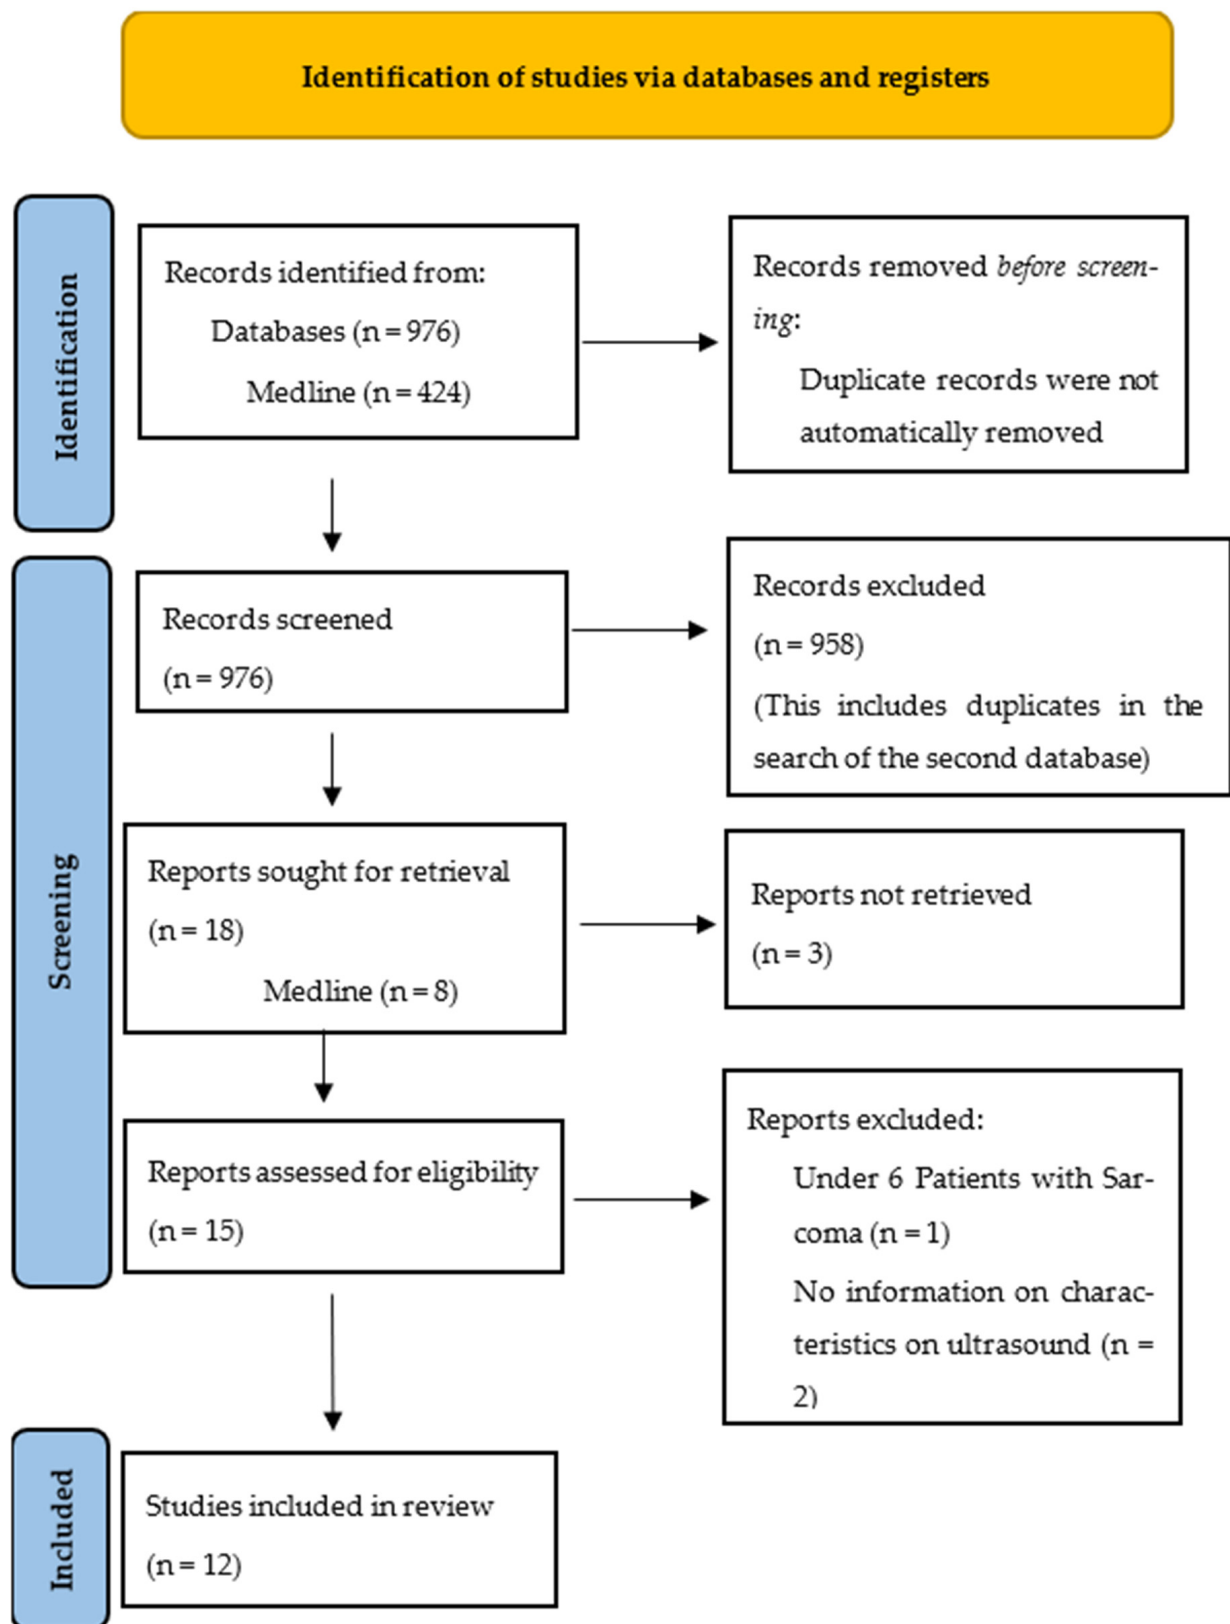 Identification of studies via databases and registers
Identification
Records identified from:
Databases (n = 976)
Medline (n = 424)
Records removed before screen-
ing:
Duplicate records were not
automatically removed
Screening
Records screened
(n = 976)
Records excluded
(n = 958)
(This includes duplicates in the
search of the second database)
Reports sought for retrieval
(n = 18)
Medline (n = 8)
Reports not retrieved
(n = 3)
Reports assessed for eligibility
(n = 15)
Reports excluded:
Under 6 Patients with Sar-
coma (n = 1)
No information on charac-
teristics on ultrasound (n =
2)
Included
Studies included in review
(n = 12)